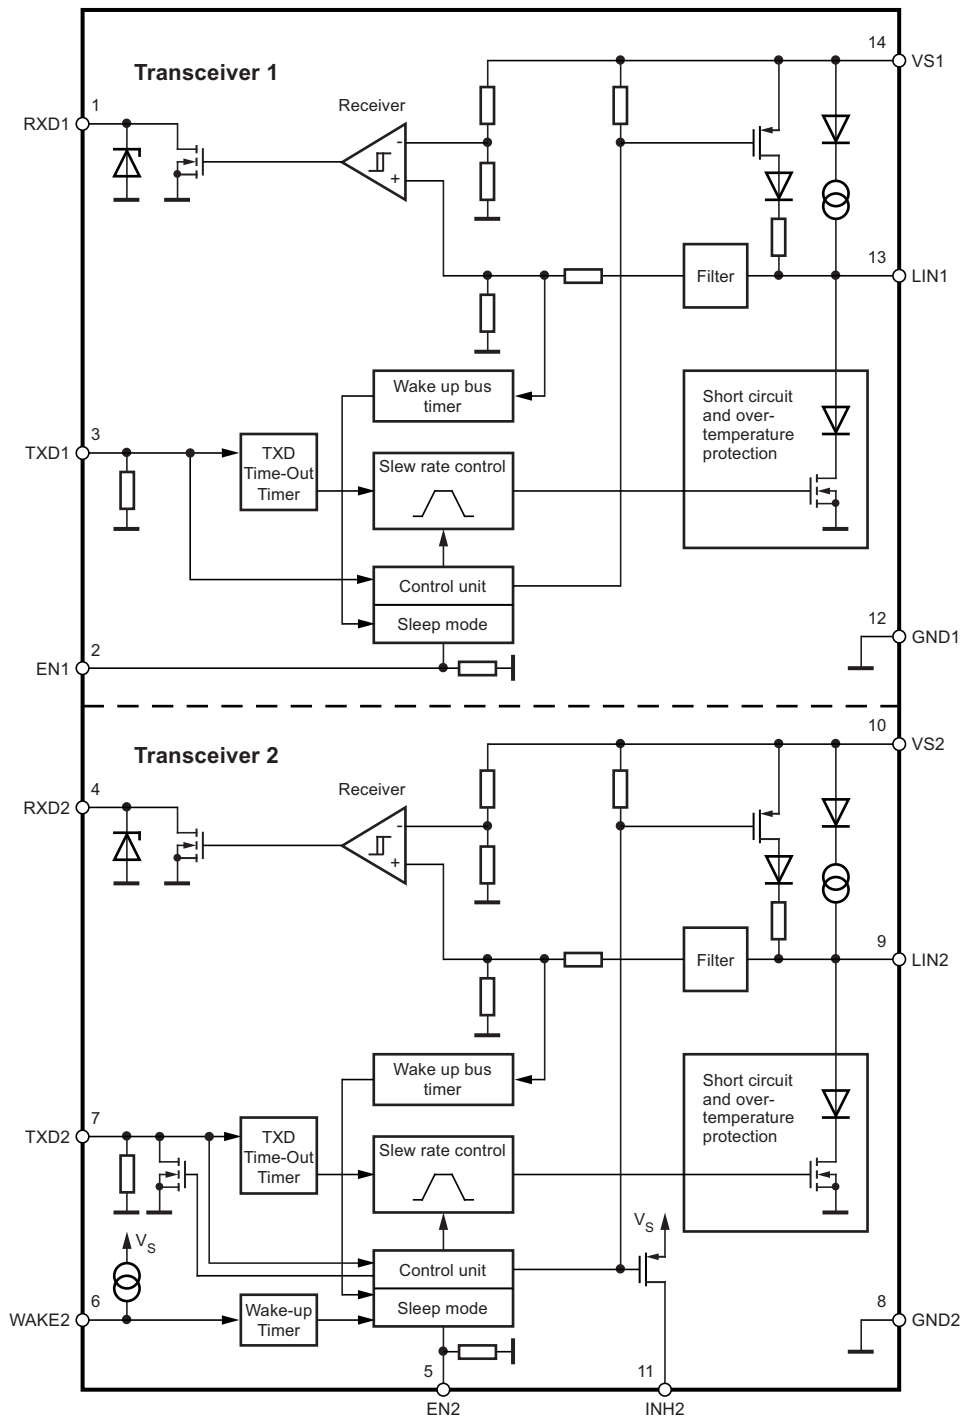 14
VS1
Transceiver 1
1
RXD1
Receiver
-
+
13
LIN1
Filter
Wake up bus
timer
Short circuit
and over-
temperature
protection
3
TXD1
TXD
Time-Out
Timer
Slew rate control
Control unit
Sleep mode
12
GND1
2
EN1
10
VS2
Transceiver 2
4
RXD2
Receiver
-
+
9
LIN2
Filter
Wake up bus
timer
Short circuit
and over-
temperature
protection
7
TXD2
TXD
Time-Out
Timer
Slew rate control
VS
VS
Control unit
Sleep mode
6
WAKE2
Wake-up
Timer
8
GND2
5
EN2
11
INH2